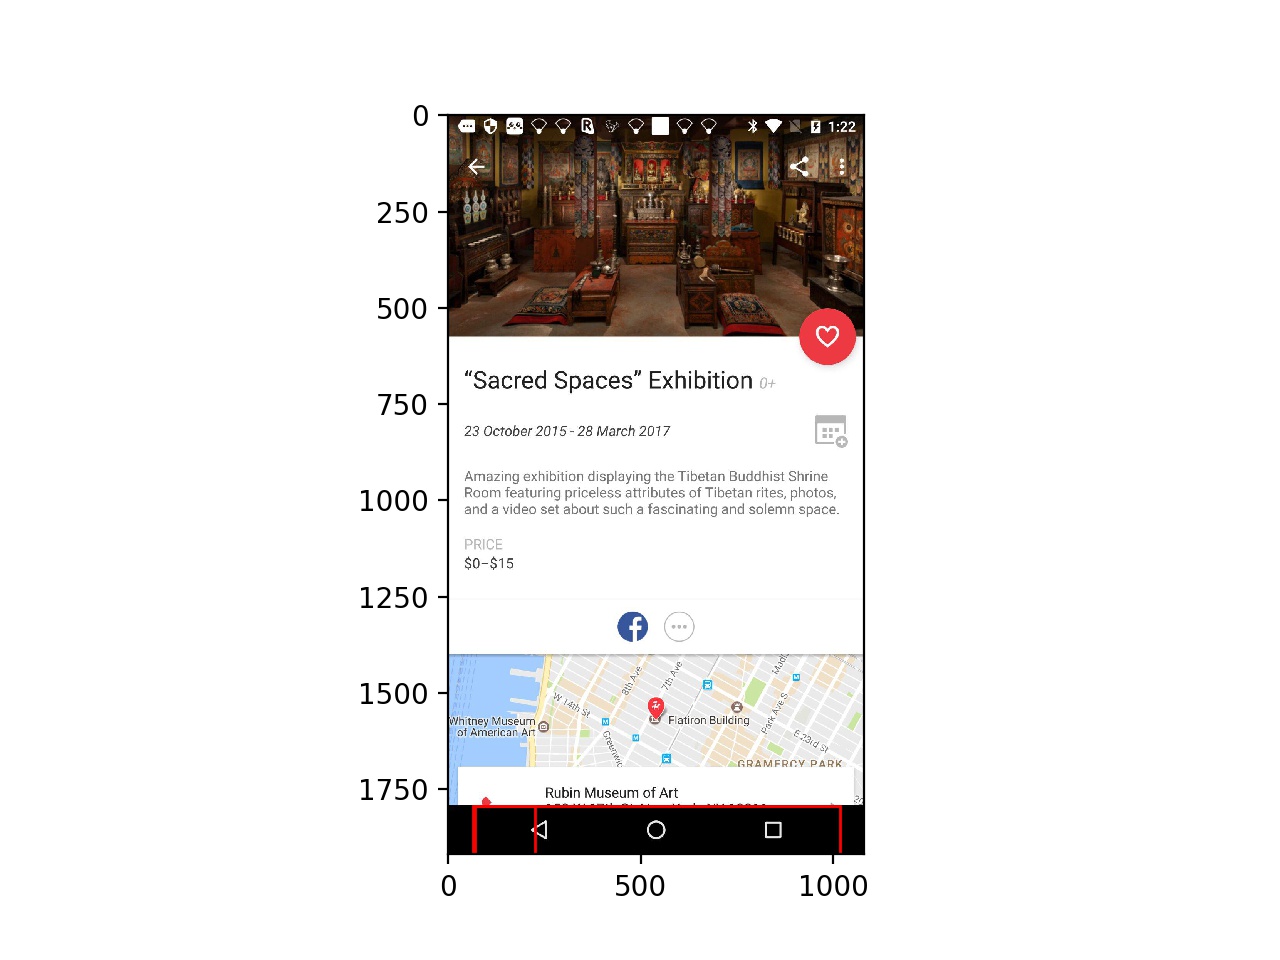 0
250
500
750
1000
1250
1500
1750
0
500
1000
1:22
“Sacred Spaces” Exhibition 0+
23 October 2015 - 28 March 2017
Amazing exhibition displaying the Tibetan Buddhist Shrine
Room featuring priceless attributes of Tibetan rites, photos,
and a video set about such a fascinating and solemn space.
PRICE
$0–$15
8th Ave
7th Ave
W 14th St
Park Ave S
Whitney Museum
of American Art
Flatiron Building
E 23rd St
GRAMERCY PARK
Rubin Museum of Art